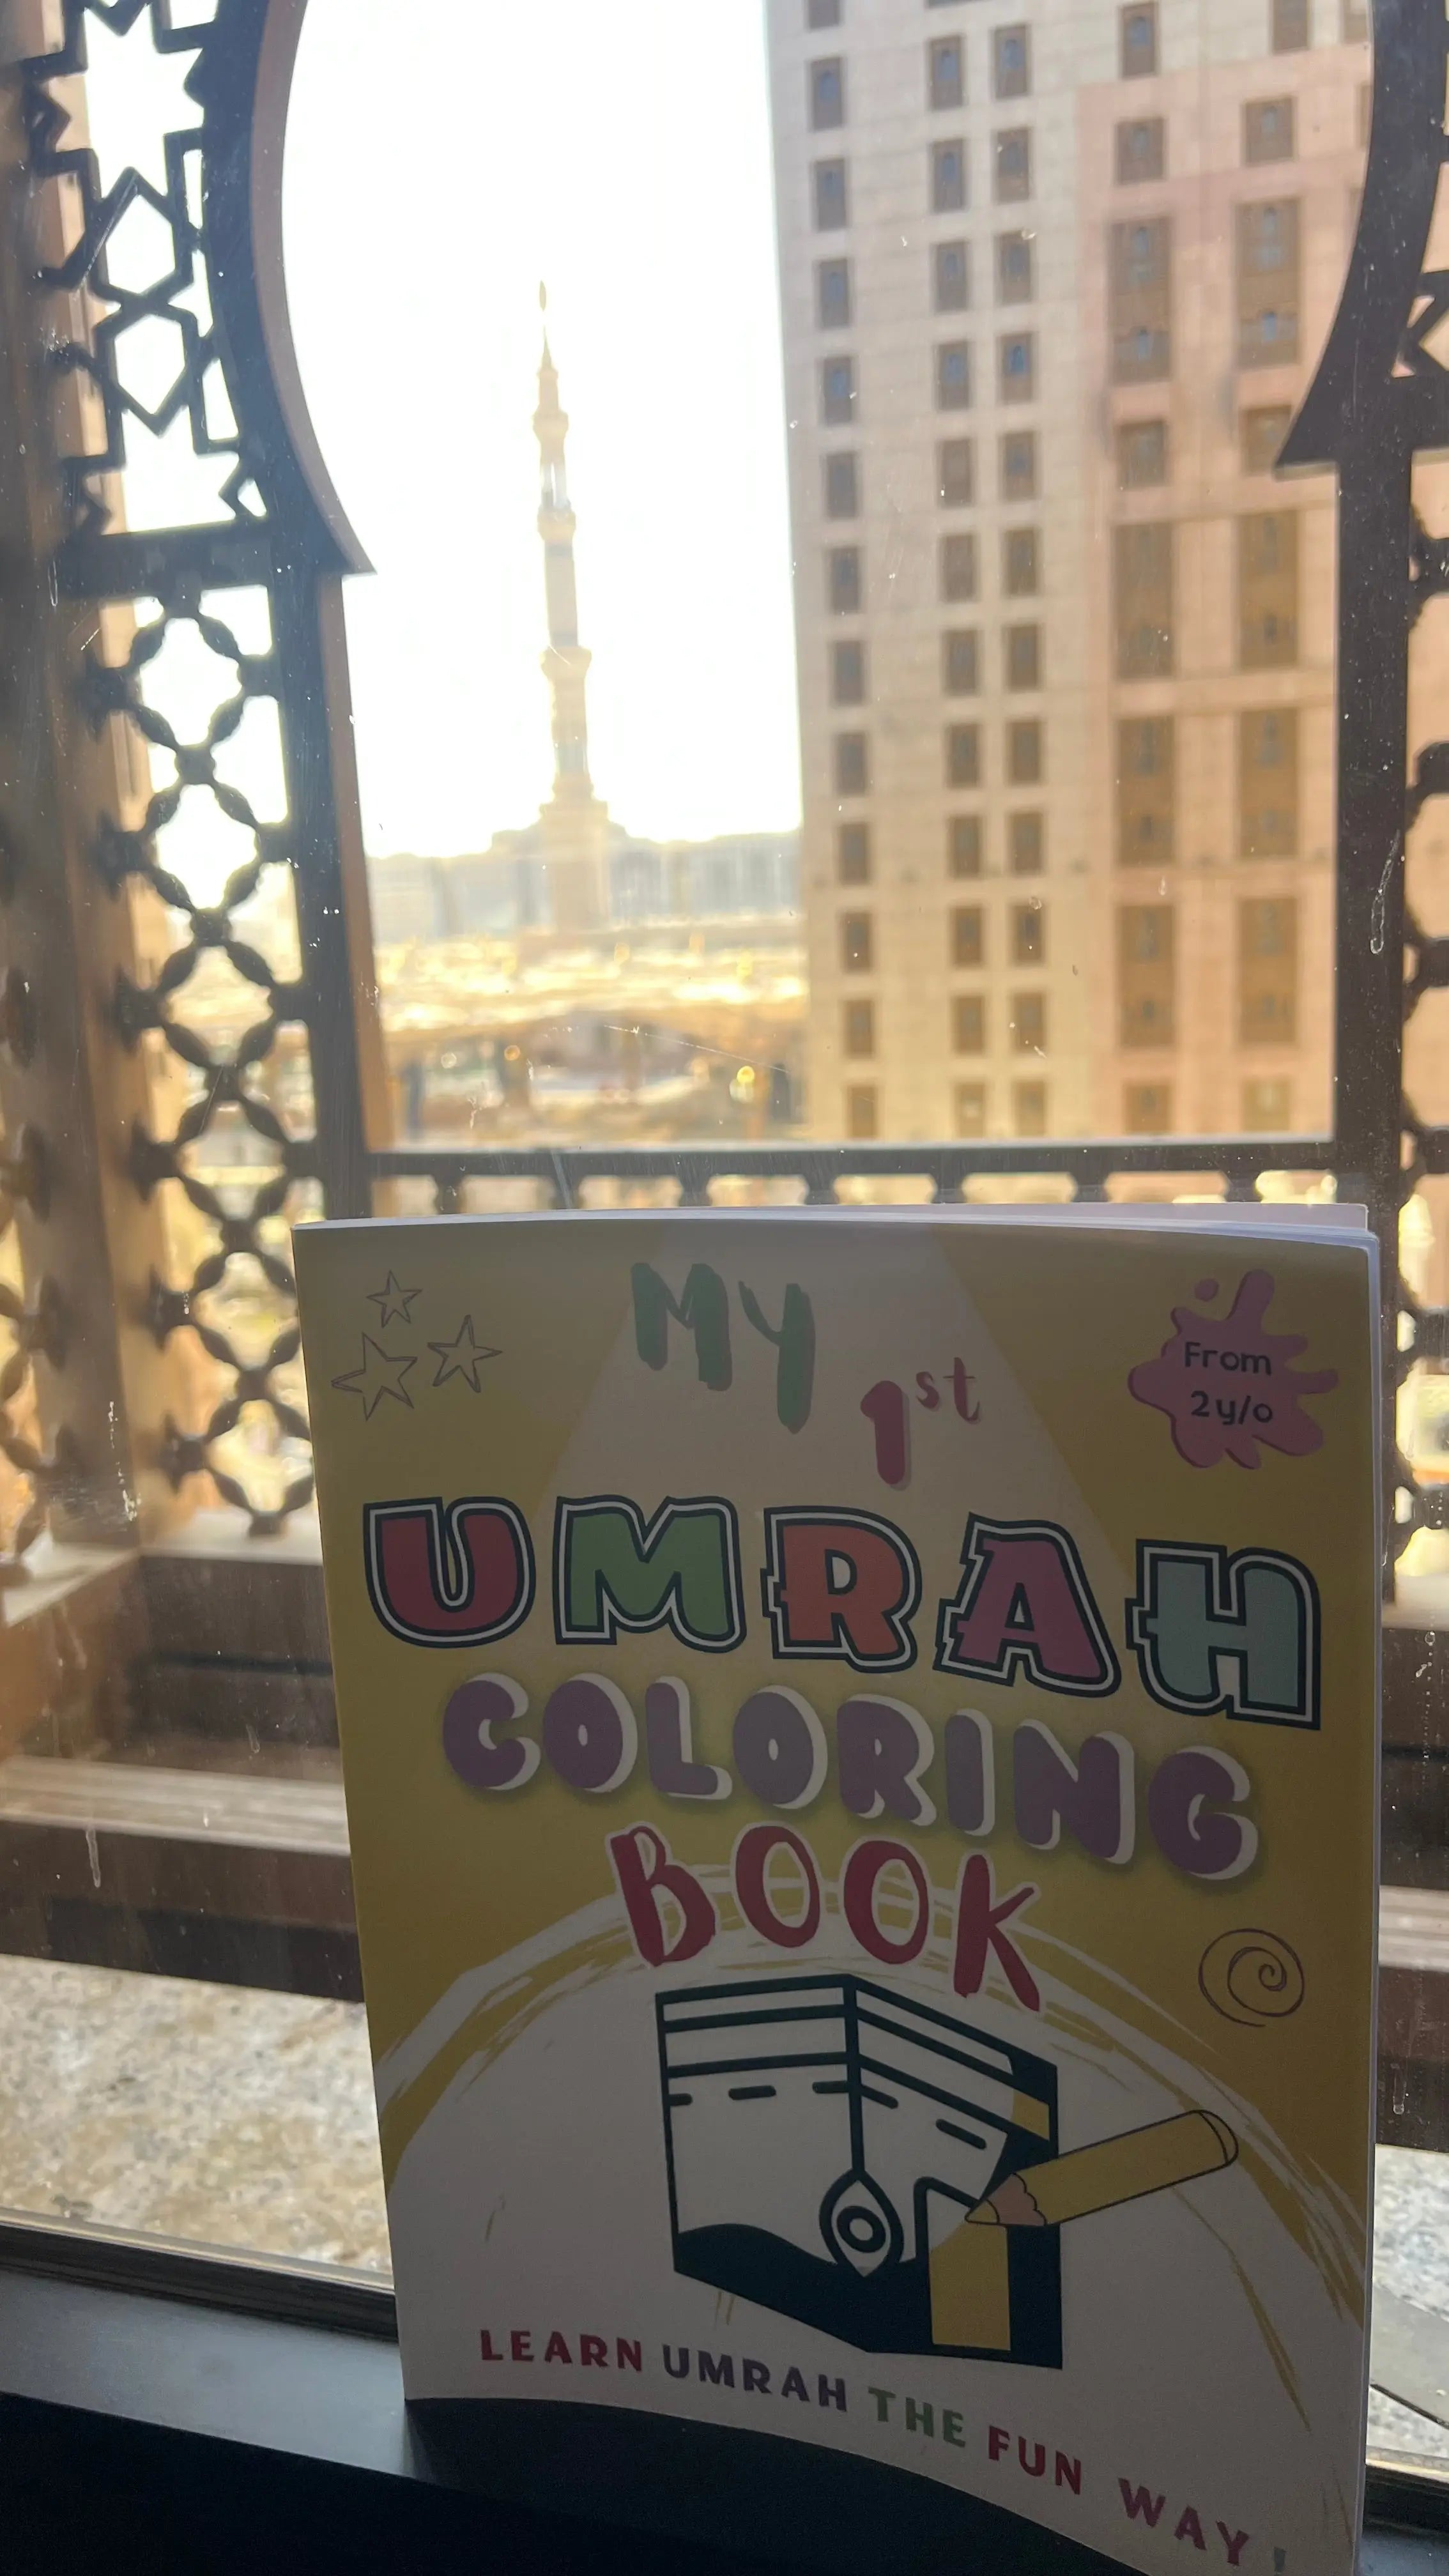 My
1st
From
2y/o
UMRAH
COLORING
BOOK
LEARN UMRAH THE FUN WAY!